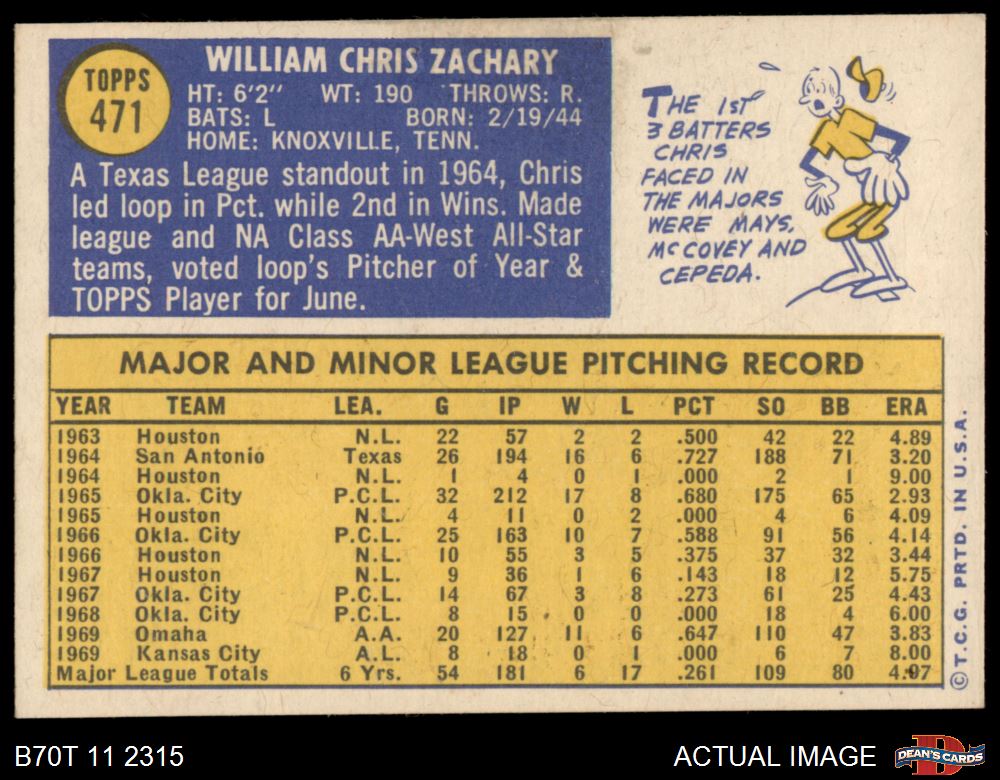 TOPPS
471
WILLIAM CHRIS ZACHARY
HT: 6'2" WT: 190 THROWS: R.
BATS: L BORN: 2/19/44
HOME: KNOXVILLE, TENN.
A Texas League standout in 1964, Chris
led loop in Pct. while 2nd in Wins. Made
league and NA Class AA-West All-Star
teams, voted loop's Pitcher of Year &
TOPPS Player for June.
THE 1ST
3 BATTERS
CHRIS
FACED IN
THE MAJORS
WERE MAYS,
McCOVEY AND
CEPEDA.
MAJOR AND MINOR LEAGUE PITCHING RECORD
YEAR TEAM LEA. G IP W L PCT SO BB ERA
1963 Houston N.L. 22 57 2 2 .500 42 22 4.89
1964 San Antonio Texas 26 194 16 6 .727 188 71 3.20
1964 Houston N.L. 1 4 0 1 .000 2 1 9.00
1965 Okla. City P.C.L. 32 212 17 8 .680 175 65 2.93
1965 Houston N.L. 4 11 0 2 .000 4 6 4.09
1966 Okla. City P.C.L. 25 163 10 7 .588 91 56 4.14
1966 Houston N.L. 10 55 3 5 .375 37 32 3.44
1967 Houston N.L. 9 36 1 6 .143 18 12 5.75
1967 Okla. City P.C.L. 14 67 3 8 .273 61 25 4.43
1968 Okla. City P.C.L. 8 15 0 0 .000 18 4 6.00
1969 Omaha A.A. 20 127 11 6 .647 110 47 3.83
1969 Kansas City A.L. 8 18 0 1 .000 6 7 8.00
Major League Totals 6 Yrs. 54 181 6 17 .261 109 80 4.97
© T.C.G. PRTD. IN U.S.A.
B70T 11 2315
ACTUAL IMAGE
D
DEAN'S CARDS